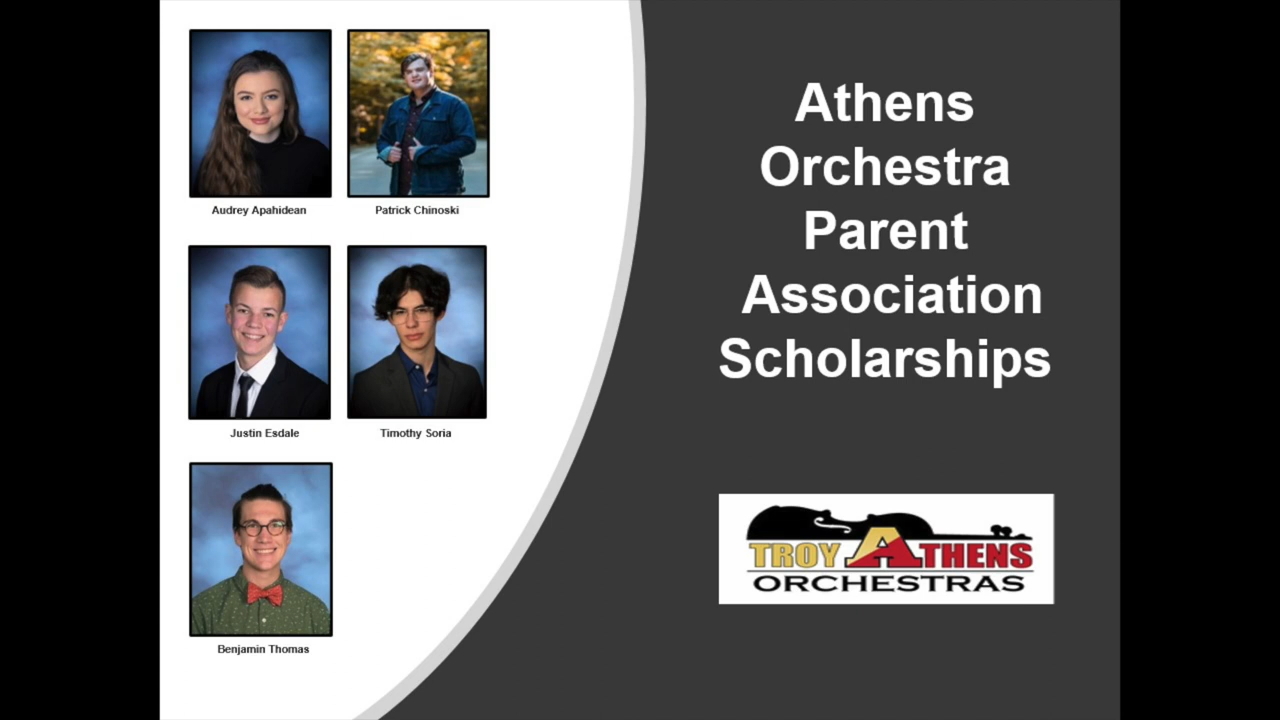 Audrey Apahidean
Patrick Chinoski
Justin Esdale
Timothy Soria
Benjamin Thomas
Athens
Orchestra
Parent
Association
Scholarships
TROY ATHENS
ORCHESTRAS